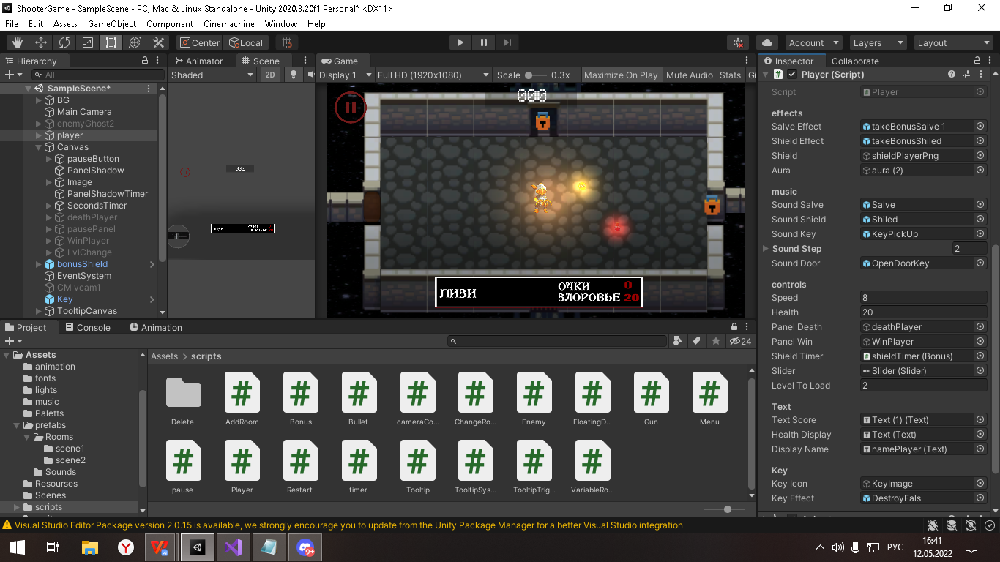 ShooterGame - SampleScene - PC, Mac & Linux Standalone - Unity 2020.3.20f1 Personal* <DX11>
File Edit Assets GameObject Component Cinemachine Window Help
Center Local Account Layers Layout
Hierarchy
All
SampleScene*
BG
Main Camera
enemyGhost2
player
Canvas
pauseButton
PanelShadow
Image
PanelShadowTimer
SecondsTimer
deathPlayer
pausePanel
WinPlayer
LvlChange
bonusShield
EventSystem
CM vcam1
Key
TooltipCanvas
Animator Scene
Shaded 2D
Game
Display 1 Full HD (1920x1080) Scale 0.3x Maximize On Play Mute Audio Stats Gi
000
ЛИЗИ
ОЧКИ 0
ЗДОРОВЬЕ 20
Inspector Collaborate
Player (Script)
Script Player
effects
Salve Effect takeBonusSalve 1
Shield Effect takeBonusShiled
Shield shieldPlayerPng
Aura aura (2)
music
Sound Salve Salve
Sound Shield Shiled
Sound Key KeyPickUp
Sound Step 2
Sound Door OpenDoorKey
controls
Speed 8
Health 20
Panel Death deathPlayer
Panel Win WinPlayer
Shield Timer shieldTimer (Bonus)
Slider Slider (Slider)
Level To Load 2
Text
Text Score Text (1) (Text)
Health Display Text (Text)
Display Name namePlayer (Text)
Key
Key Icon KeyImage
Key Effect DestroyFals
Project Console Animation
24
Assets
animation
fonts
lights
music
Paletts
prefabs
Rooms
scene1
scene2
Sounds
Resourses
Scenes
scripts
Assets > scripts
Delete AddRoom Bonus Bullet cameraCo... ChangeRo... Enemy FloatingD... Gun Menu
pause Player Restart timer Tooltip TooltipSys... TooltipTrig... VariableRo...
Visual Studio Editor Package version 2.0.15 is available, we strongly encourage you to update from the Unity Package Manager for a better Visual Studio integration
9+
РУС
16:41
12.05.2022